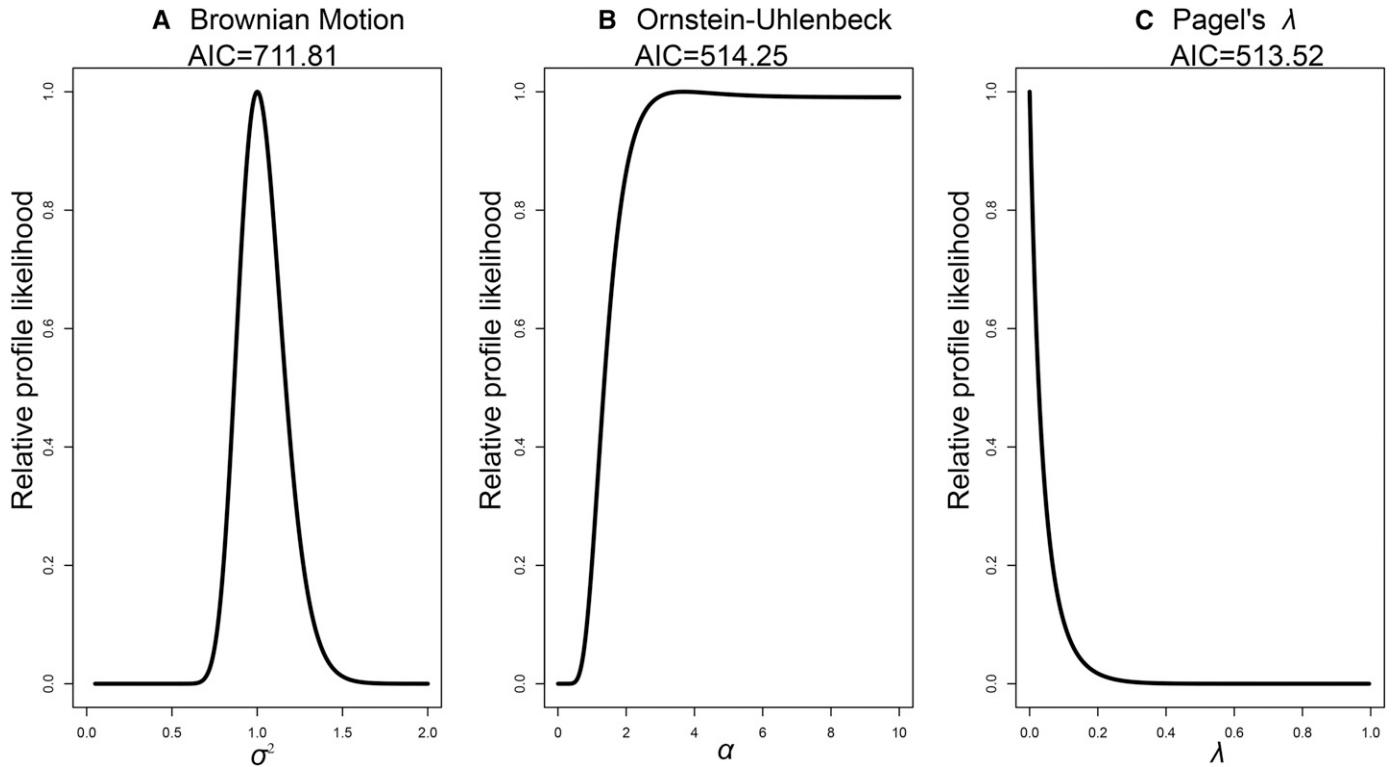 A Brownian Motion
AIC=711.81
Relative profile likelihood
1.0
0.8
0.6
0.4
0.2
0.0
0.0 0.5 1.0 1.5 2.0
σ²
B Ornstein-Uhlenbeck
AIC=514.25
Relative profile likelihood
1.0
0.8
0.6
0.4
0.2
0.0
0 2 4 6 8 10
α
C Pagel's λ
AIC=513.52
Relative profile likelihood
1.0
0.8
0.6
0.4
0.2
0.0
0.0 0.2 0.4 0.6 0.8 1.0
λ